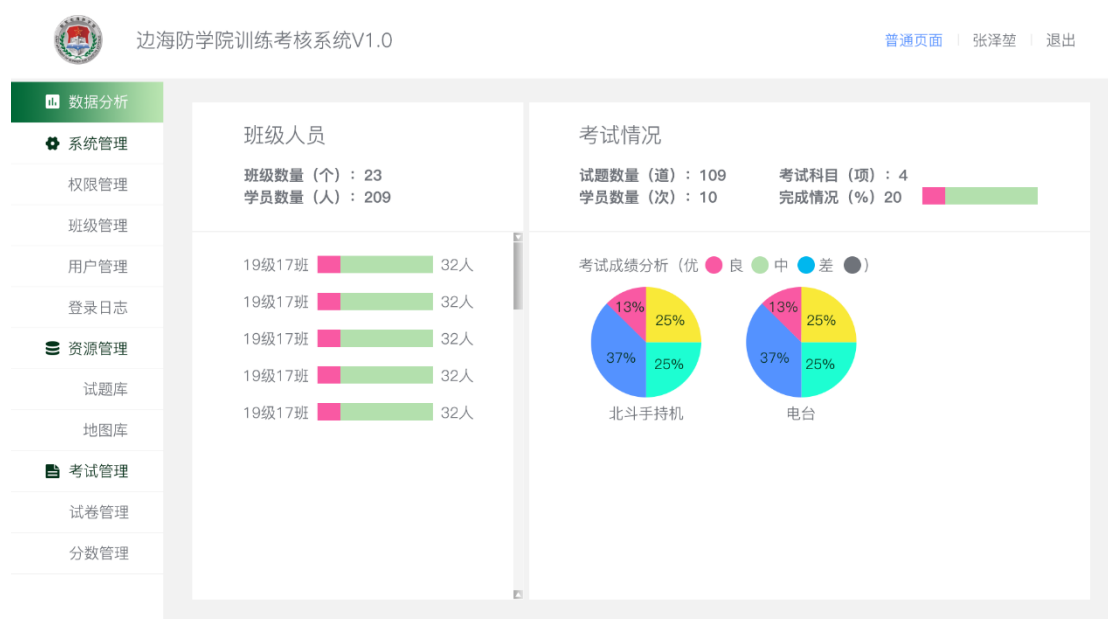 边海防学院训练考核系统V1.0
普通页面 张泽堃 退出
数据分析
系统管理
权限管理
班级管理
用户管理
登录日志
资源管理
试题库
地图库
考试管理
试卷管理
分数管理
班级人员
班级数量（个）：23
学员数量（人）：209
19级17班 32人
19级17班 32人
19级17班 32人
19级17班 32人
19级17班 32人
考试情况
试题数量（道）：109 考试科目（项）：4
学员数量（次）：10 完成情况（%）20
考试成绩分析（优 良 中 差 ）
13% 25% 37% 25%
北斗手持机
13% 25% 37% 25%
电台